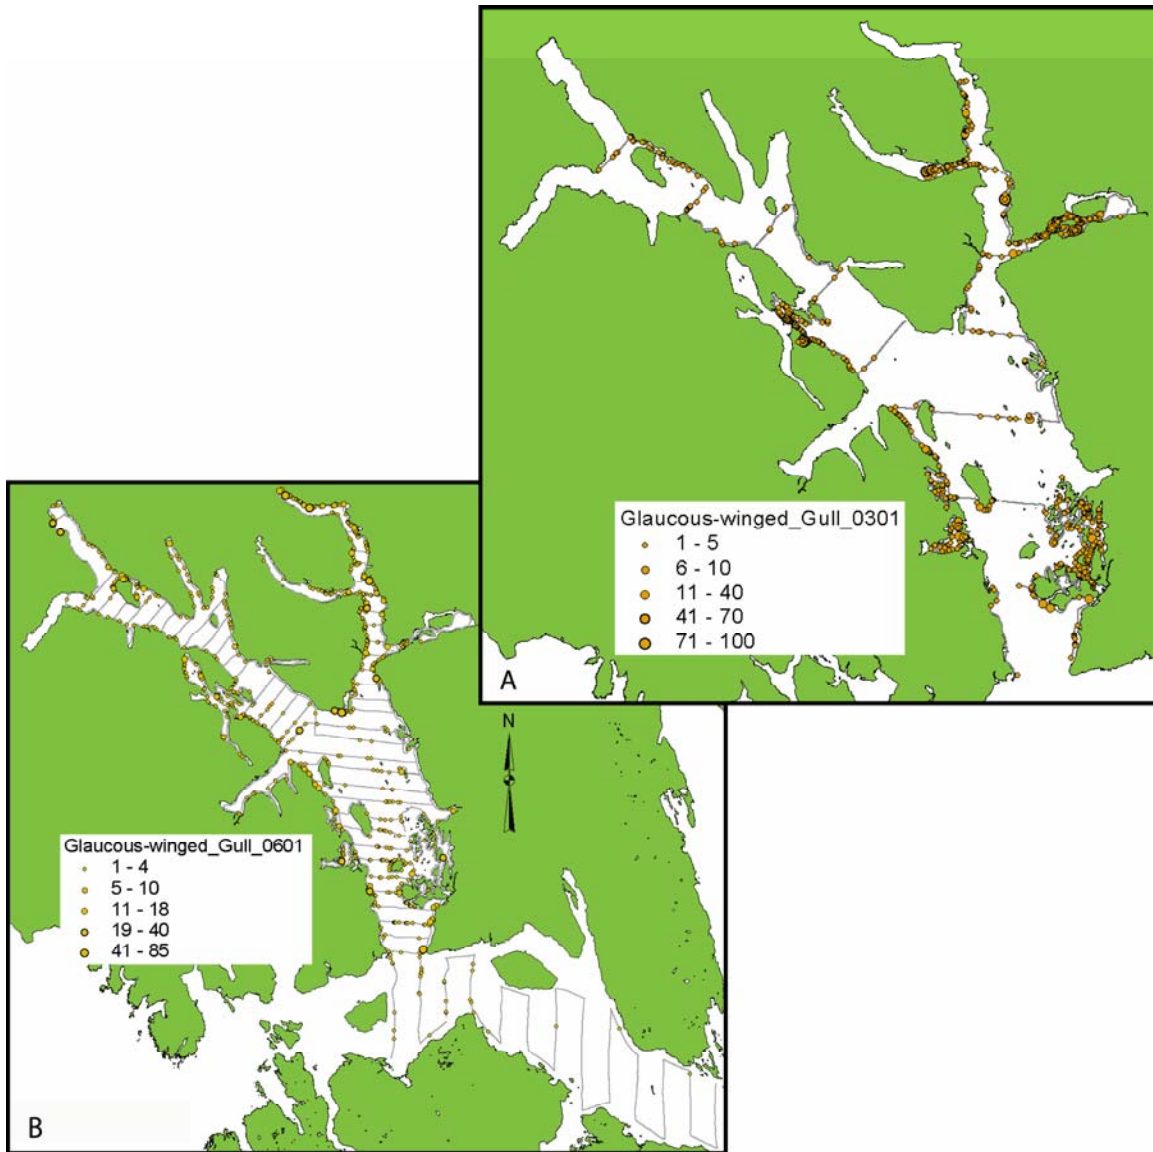 Glaucous-winged_Gull_0301
1 - 5
6 - 10
11 - 40
41 - 70
71 - 100
A
N
Glaucous-winged_Gull_0601
1 - 4
5 - 10
11 - 18
19 - 40
41 - 85
B